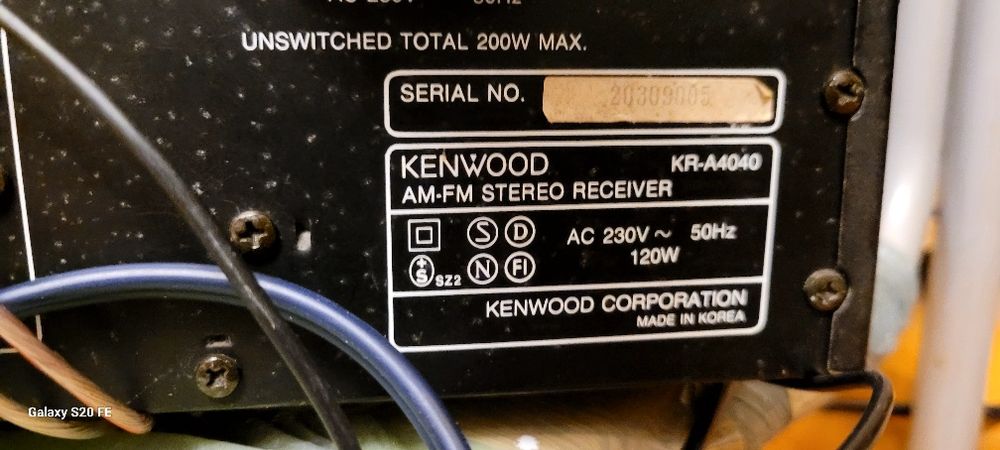 UNSWITCHED TOTAL 200W MAX.
SERIAL NO. 20309005
KENWOOD KR-A4040
AM-FM STEREO RECEIVER
S D AC 230V ~ 50Hz
+S SZ2 N FI 120W
KENWOOD CORPORATION
MADE IN KOREA
Galaxy S20 FE